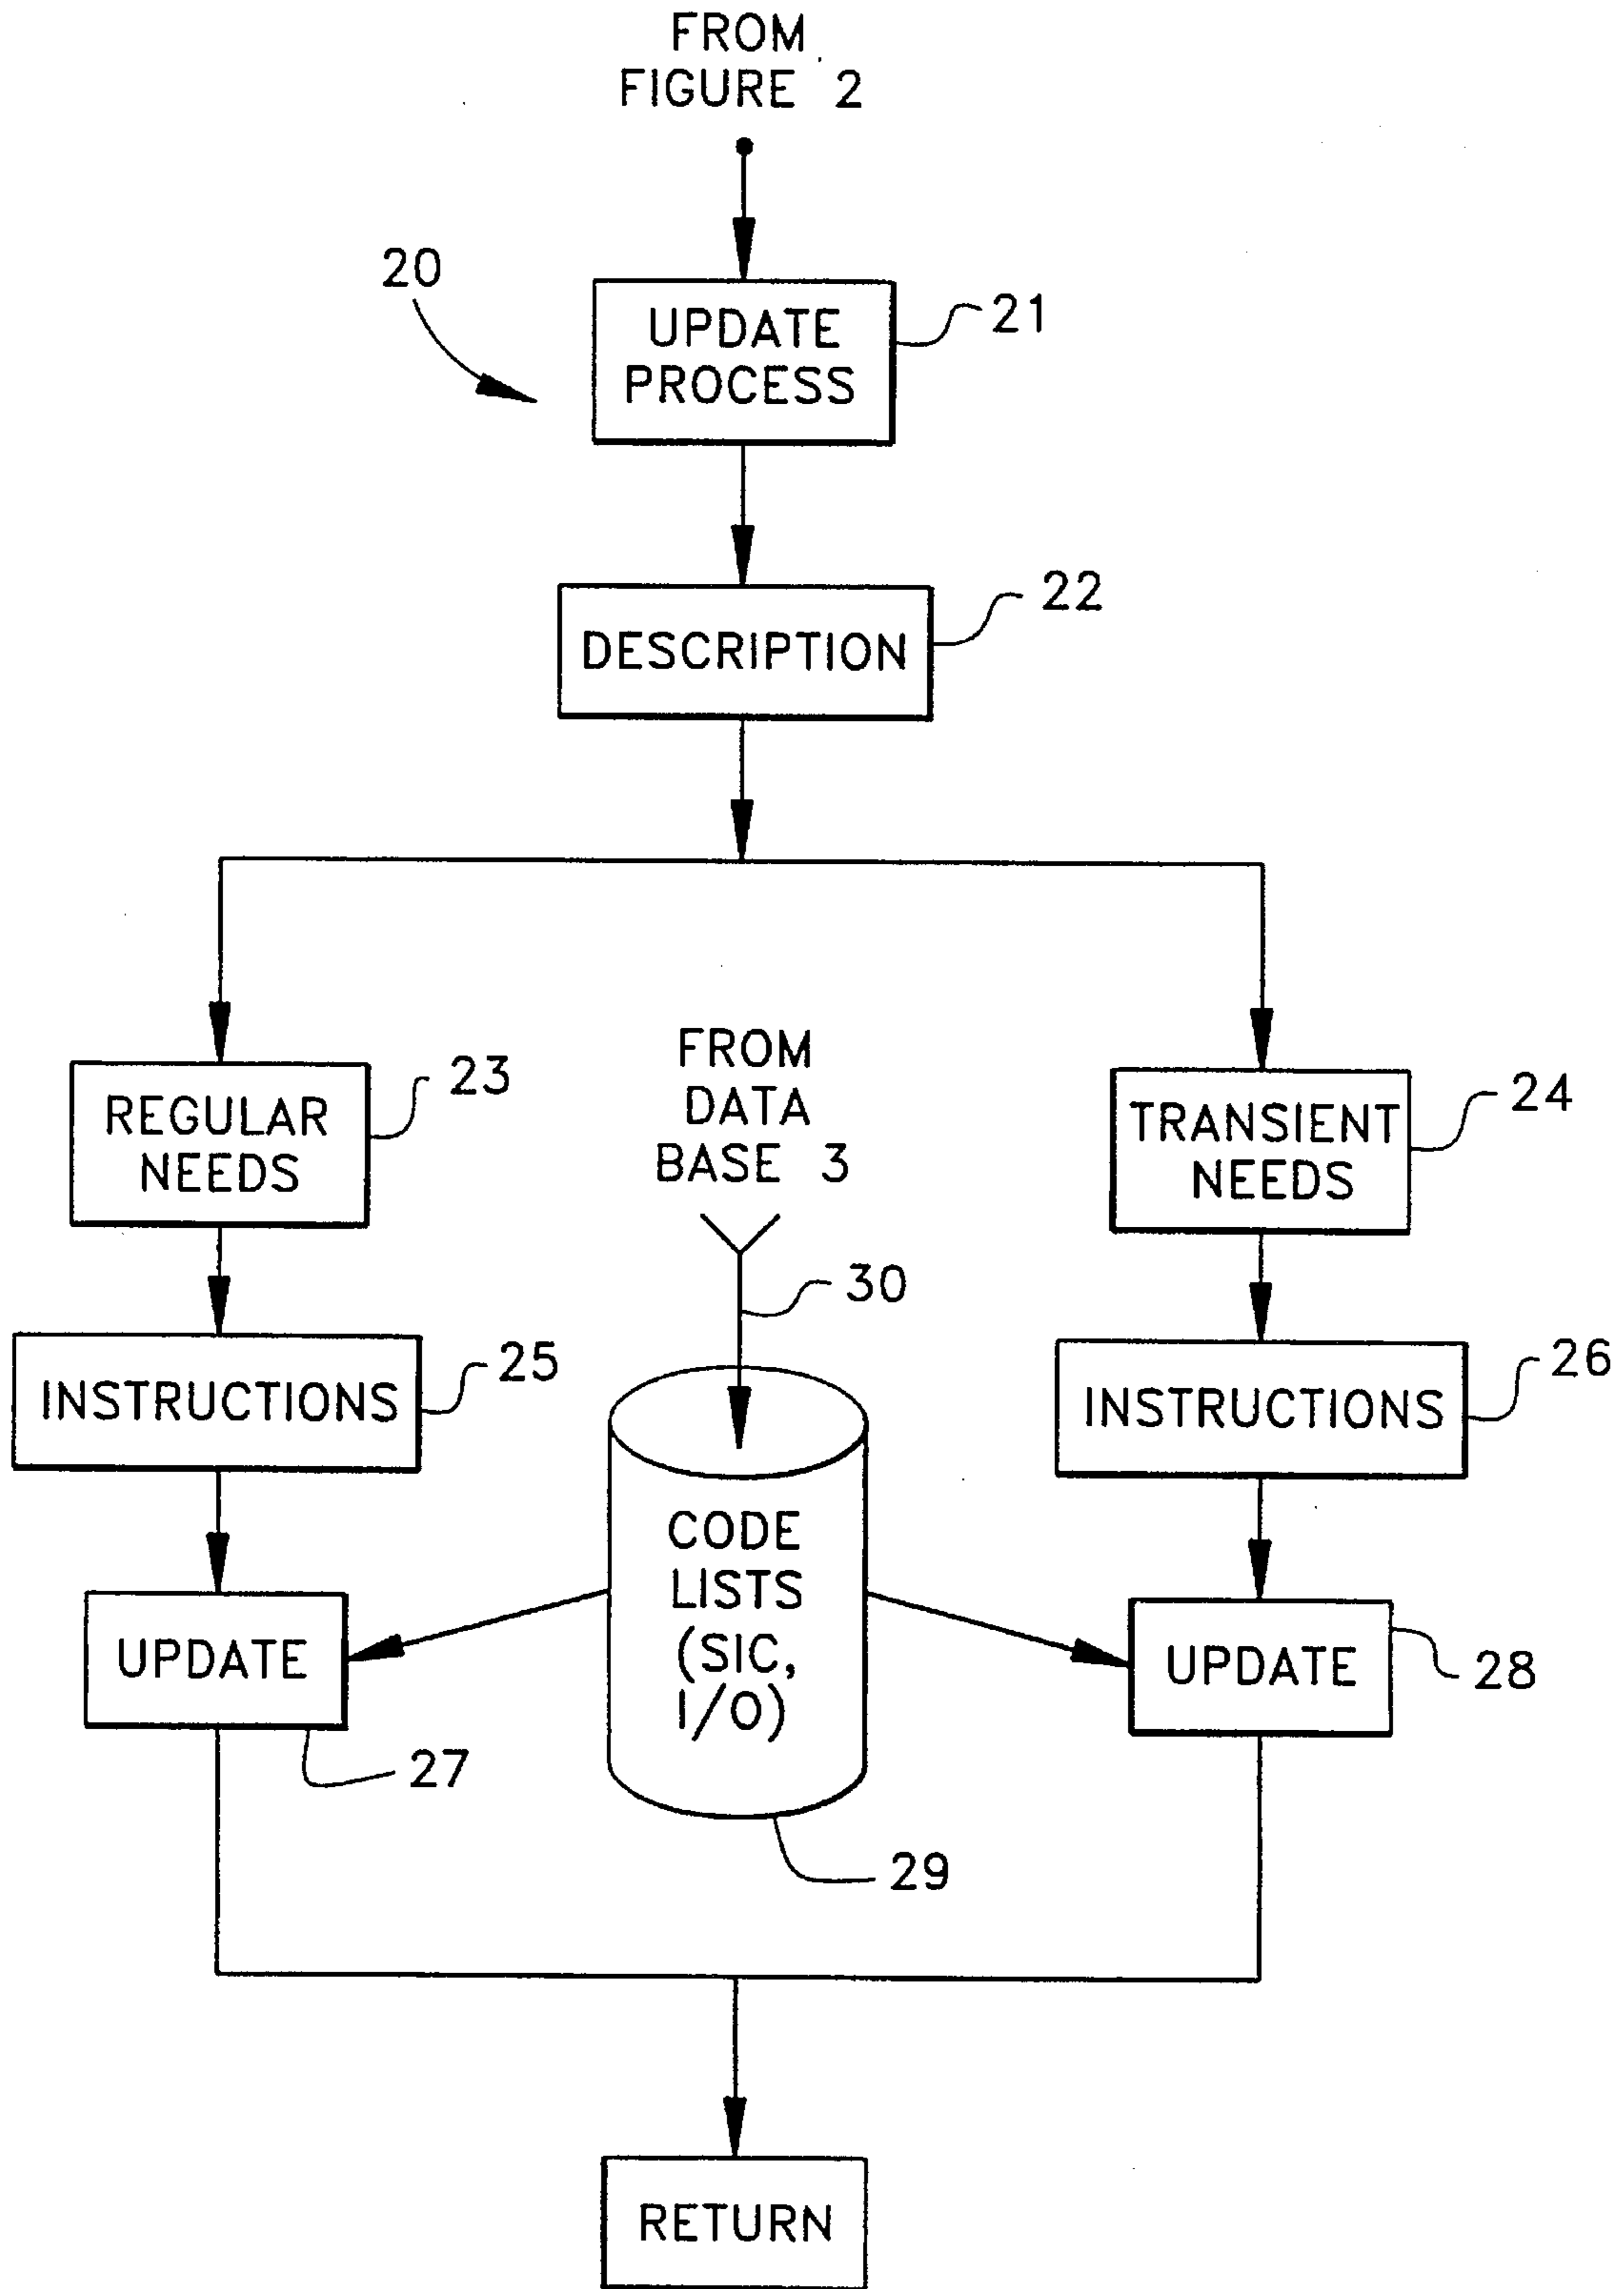 FROM
FIGURE 2
20
UPDATE
PROCESS
21
DESCRIPTION
22
REGULAR
NEEDS
23
FROM
DATA
BASE 3
TRANSIENT
NEEDS
24
30
INSTRUCTIONS
25
INSTRUCTIONS
26
CODE
LISTS
(SIC,
I/O)
UPDATE
27
UPDATE
28
29
RETURN